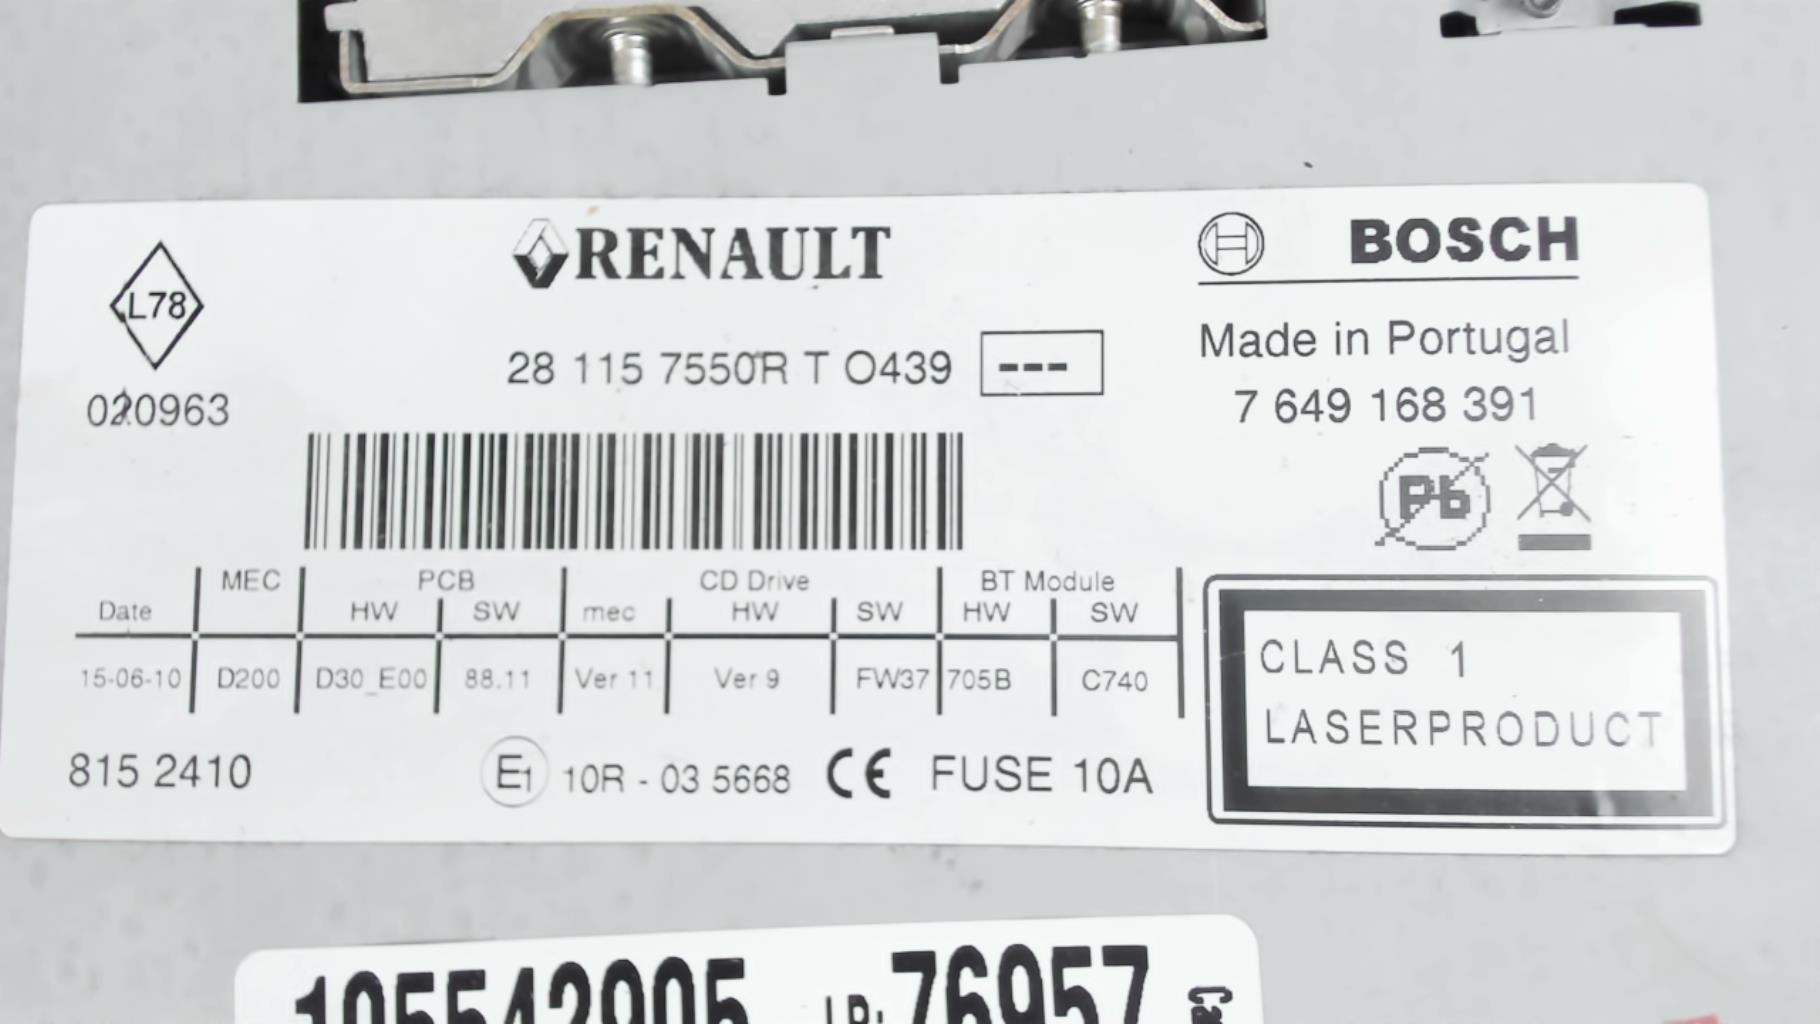 L78
020963
RENAULT
28 115 7550R T 0439 ---
BOSCH
Made in Portugal
7 649 168 391
Pb
MEC PCB CD Drive BT Module
Date HW SW mec HW SW HW SW
15-06-10 D200 D30_E00 88.11 Ver 11 Ver 9 FW37 705B C740
815 2410 E1 10R - 03 5668 CE FUSE 10A
CLASS 1
LASERPRODUCT
76957